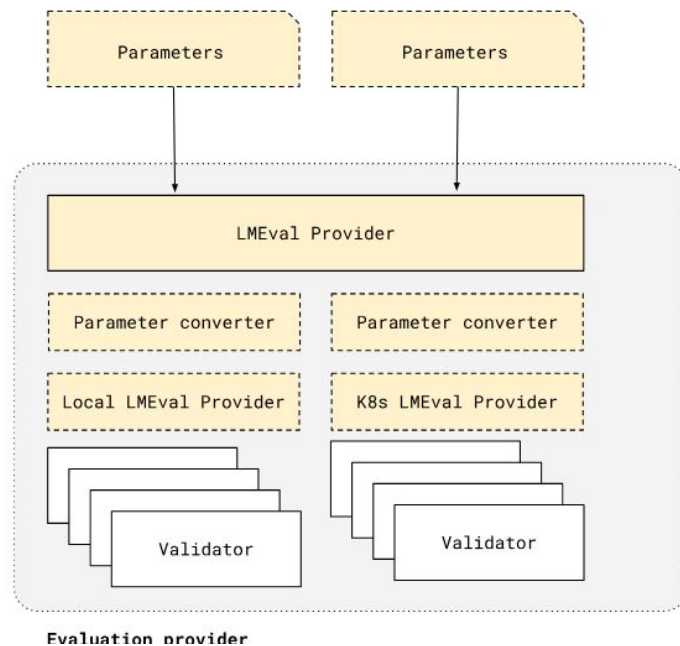 Parameters
Parameters
LMEval Provider
Parameter converter
Parameter converter
Local LMEval Provider
K8s LMEval Provider
Validator
Validator
Evaluation provider